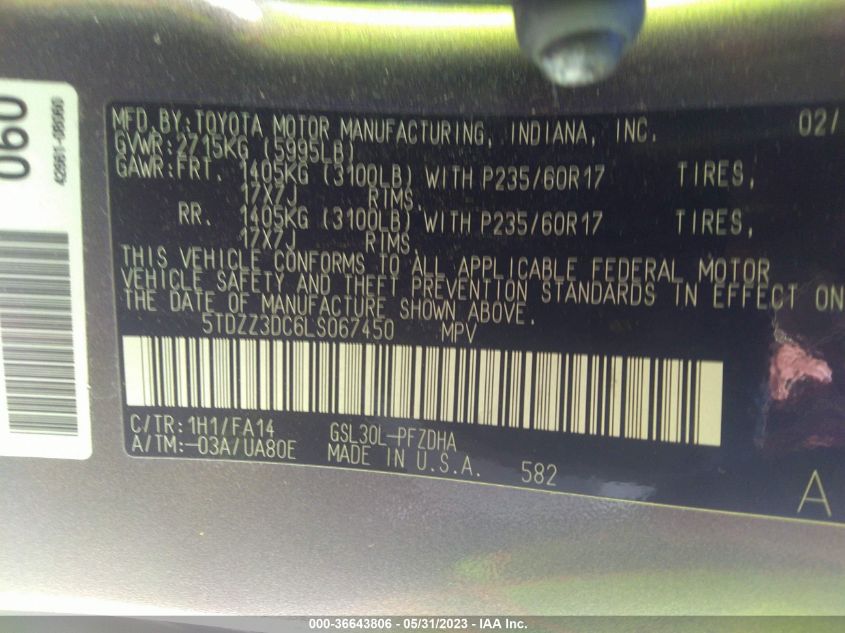 060
42661-08060
MFD.BY:TOYOTA MOTOR MANUFACTURING, INDIANA, INC. 02/
GVWR:2715KG (5995LB)
GAWR:FRT. 1405KG (3100LB) WITH P235/60R17 TIRES,
17X7J RIMS.
RR. 1405KG (3100LB) WITH P235/60R17 TIRES,
17X7J RIMS.
THIS VEHICLE CONFORMS TO ALL APPLICABLE FEDERAL MOTOR
VEHICLE SAFETY AND THEFT PREVENTION STANDARDS IN EFFECT ON
THE DATE OF MANUFACTURE SHOWN ABOVE.
5TDZZ3DC6LS067450 MPV
C/TR:1H1/FA14 GSL30L-PFZDHA
A/TM:-03A/UA80E MADE IN U.S.A. 582
A
000-36643806 - 05/31/2023 - IAA Inc.